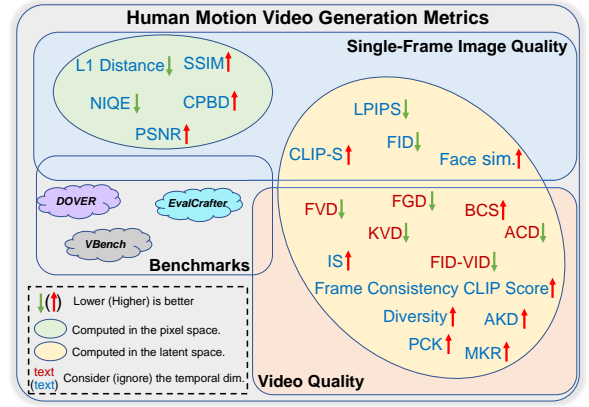 Human Motion Video Generation Metrics
Single-Frame Image Quality
L1 Distance↓ SSIM↑
NIQE↓ CPBD↑
PSNR↑
LPIPS↓
CLIP-S↑ FID↓ Face sim.↑
DOVER
EvalCrafter
VBench
Benchmarks
FVD↓ FGD↓ BCS↑
KVD↓ ACD↓
IS↑ FID-VID↓
Frame Consistency CLIP Score↑
Diversity↑ AKD↑
PCK↑ MKR↑
Video Quality
↓(↑) Lower (Higher) is better
Computed in the pixel space.
Computed in the latent space.
text
(text) Consider (ignore) the temporal dim.